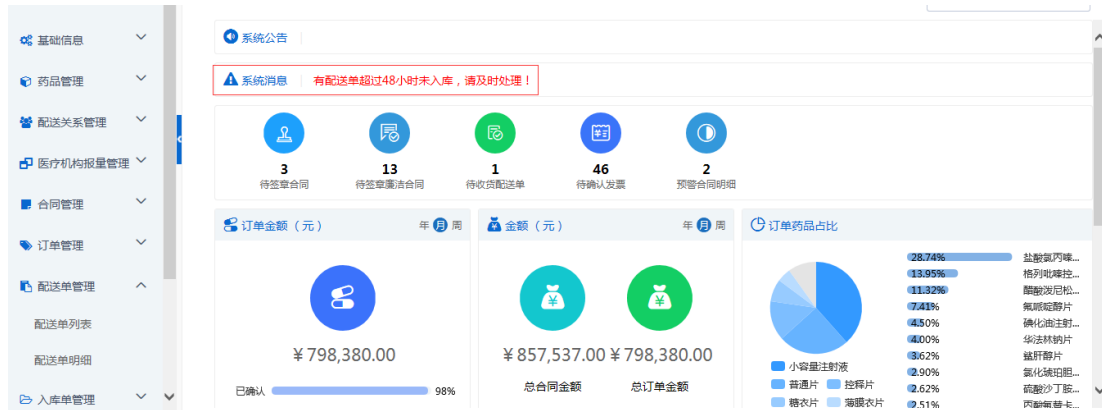 基础信息
药品管理
配送关系管理
医疗机构报量管理
合同管理
订单管理
配送单管理
配送单列表
配送单明细
入库单管理
系统公告
系统消息 有配送单超过48小时未入库，请及时处理！
3 13 1 46 2
待签章合同 待签章廉洁合同 待收货配送单 待确认发票 预警合同明细
订单金额（元） 年 月 周
¥798,380.00
已确认 98%
金额（元） 年 月 周
¥857,537.00 ¥798,380.00
总合同金额 总订单金额
订单药品占比
小容量注射液
普通片 控释片
糖衣片 薄膜衣片
28.74% 盐酸氯丙嗪...
13.95% 格列吡嗪控...
11.32% 醋酸泼尼松...
7.41% 氟哌啶醇片
4.50% 碘化油注射...
4.00% 华法林钠片
3.62% 鲨肝醇片
2.90% 氯化琥珀胆...
2.62% 硫酸沙丁胺...
2.51% 丙酸氟替卡...